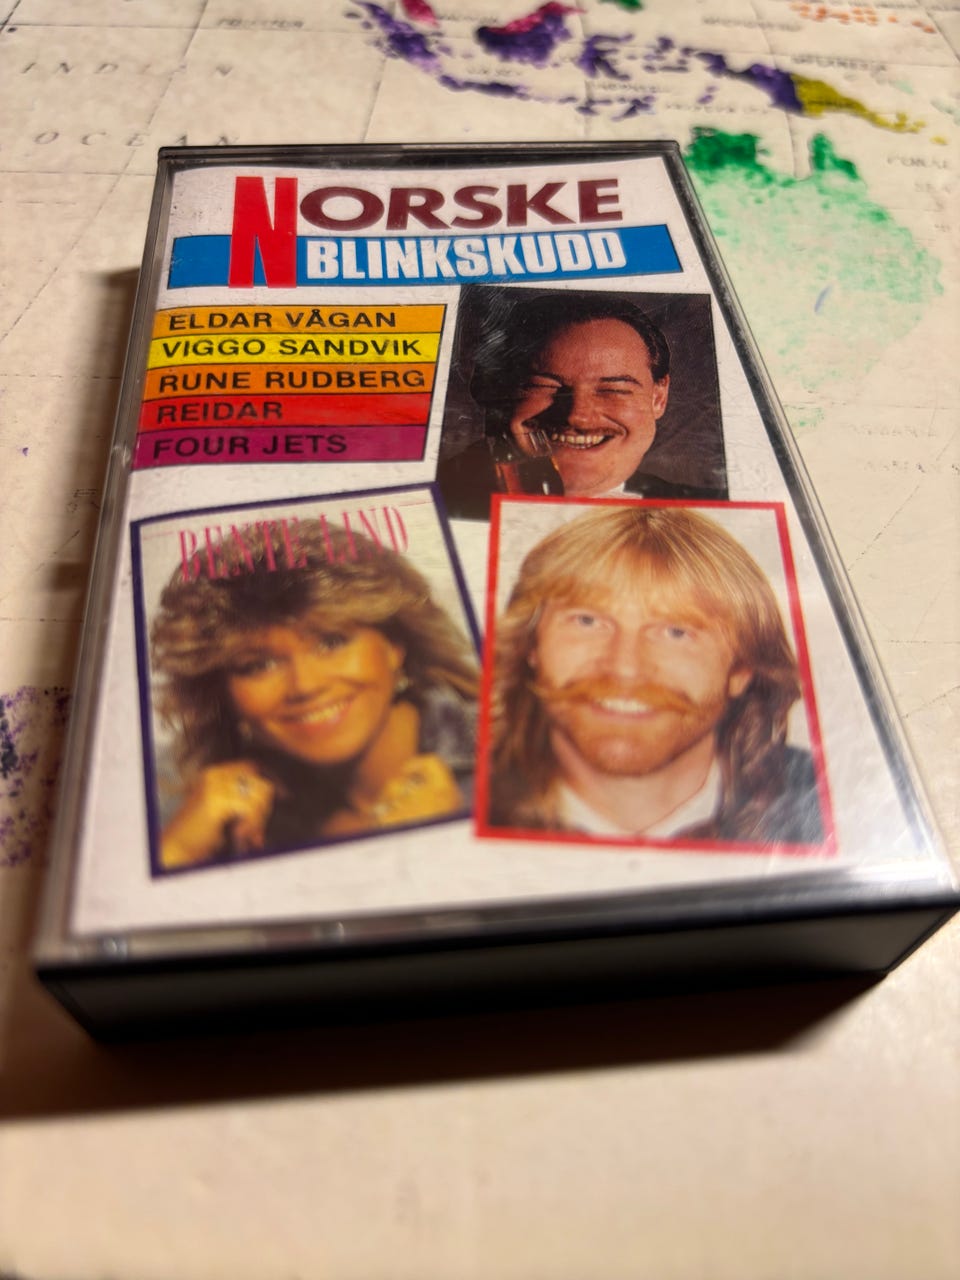 INDIAN
OCEAN
NORSKE
BLINKSKUDD
ELDAR VÅGAN
VIGGO SANDVIK
RUNE RUDBERG
REIDAR
FOUR JETS
BENTE LIND